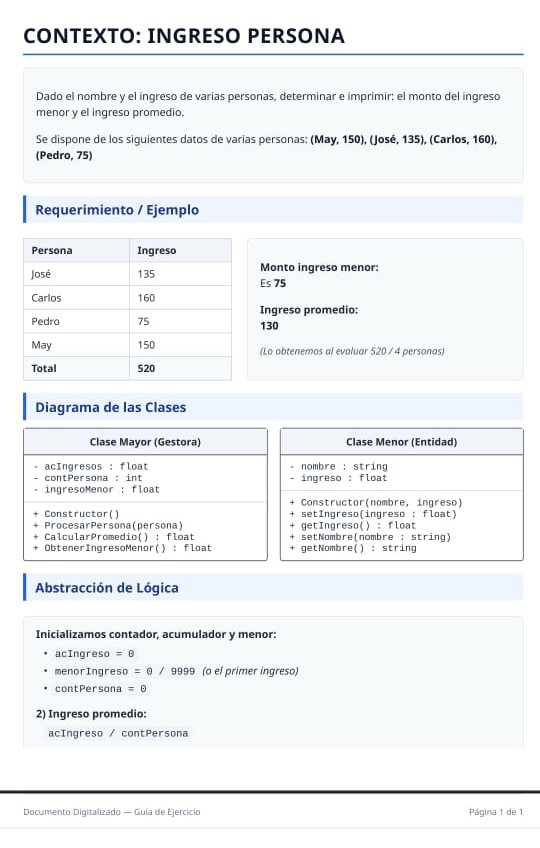 CONTEXTO: INGRESO PERSONA
Dado el nombre y el ingreso de varias personas, determinar e imprimir: el monto del ingreso
menor y el ingreso promedio.
Se dispone de los siguientes datos de varias personas: (May, 150), (José, 135), (Carlos, 160),
(Pedro, 75)
Requerimiento / Ejemplo
Persona Ingreso
José 135
Carlos 160
Pedro 75
May 150
Total 520
Monto ingreso menor:
Es 75
Ingreso promedio:
130
(Lo obtenemos al evaluar 520 / 4 personas)
Diagrama de las Clases
Clase Mayor (Gestora)
- acIngresos : float
- contPersona : int
- ingresoMenor : float
+ Constructor()
+ ProcesarPersona(persona)
+ CalcularPromedio() : float
+ ObtenerIngresoMenor() : float
Clase Menor (Entidad)
- nombre : string
- ingreso : float
+ Constructor(nombre, ingreso)
+ setIngreso(ingreso : float)
+ getIngreso() : float
+ setNombre(nombre : string)
+ getNombre() : string
Abstracción de Lógica
Inicializamos contador, acumulador y menor:
• acIngreso = 0
• menorIngreso = 0 / 9999 (o el primer ingreso)
• contPersona = 0
2) Ingreso promedio:
acIngreso / contPersona
Documento Digitalizado — Guía de Ejercicio
Página 1 de 1